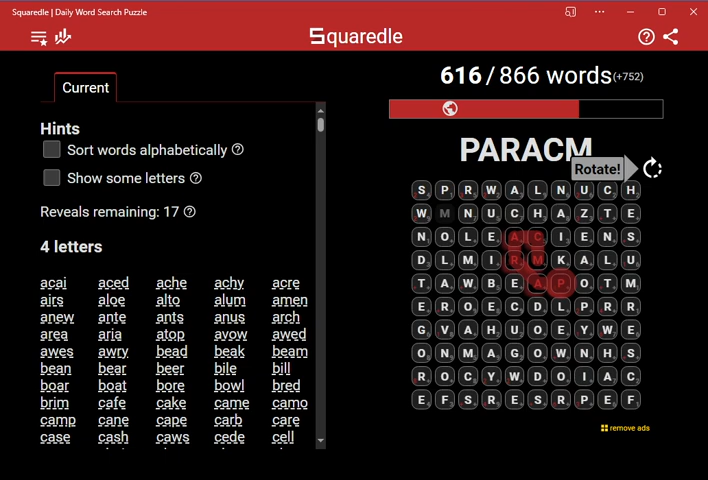 Squaredle | Daily Word Search Puzzle
Squaredle
616 / 866 words (+752)
Current
PARACM
Rotate!
Hints
Sort words alphabetically
Show some letters
Reveals remaining: 17
4 letters
açai aced ache achy acre
airs aloe alto alum amen
anew ante ants anus arch
area aria atop avow awed
awes awry bead beak beam
bean bear beer bile bill
boar boat bore bowl bred
brim cafe cake came camo
camp cane cape carb care
case cash caws cede cell
S P R W A L N U C H
W M N U C H A Z T E
N O L E A C I E N S
D L M I R M K A L U
T A W B E A P O T M
E R O E C D L P R R
G V A H U O E Y W E
O N M A G O W N H S
R O C Y W D O I A C
E F S R E S R P E F
remove ads